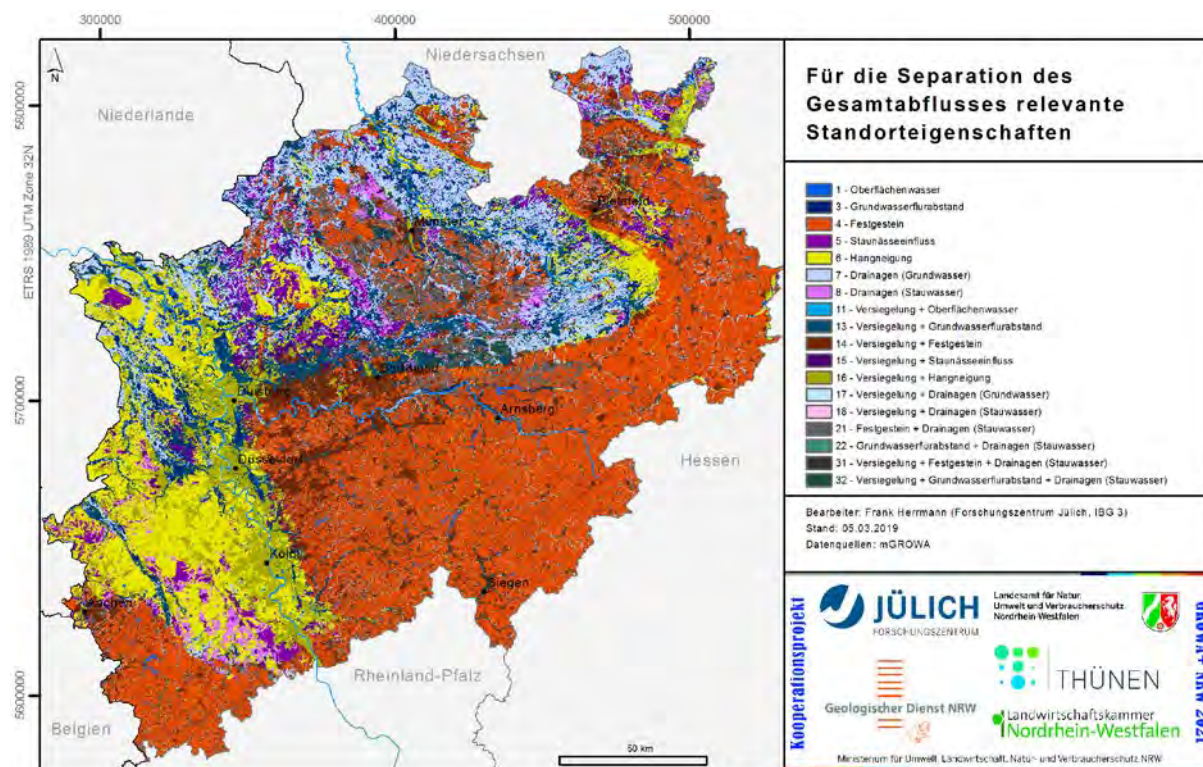 300000
400000
500000
5800000
5700000
5600000
ETRS 1989 UTM Zone 32N
N
Niederlande
Niedersachsen
Hessen
Rheinland-Pfalz
Belgien
Münster
Bielefeld
Dortmund
Duisburg
Arnsberg
Düsseldorf
Köln
Siegen
Aachen
50 km
Für die Separation des
Gesamtabflusses relevante
Standorteigenschaften
1 - Oberflächenwasser
3 - Grundwasserflurabstand
4 - Festgestein
5 - Staunässeeinfluss
6 - Hangneigung
7 - Drainagen (Grundwasser)
8 - Drainagen (Stauwasser)
11 - Versiegelung + Oberflächenwasser
13 - Versiegelung + Grundwasserflurabstand
14 - Versiegelung + Festgestein
15 - Versiegelung + Staunässeeinfluss
16 - Versiegelung + Hangneigung
17 - Versiegelung + Drainagen (Grundwasser)
18 - Versiegelung + Drainagen (Stauwasser)
21 - Festgestein + Drainagen (Stauwasser)
22 - Grundwasserflurabstand + Drainagen (Stauwasser)
31 - Versiegelung + Festgestein + Drainagen (Stauwasser)
32 - Versiegelung + Grundwasserflurabstand + Drainagen (Stauwasser)
Bearbeiter: Frank Herrmann (Forschungszentrum Jülich, IBG 3)
Stand: 05.03.2019
Datenquellen: mGROWA
Kooperationsprojekt
GROWA+ NRW 2021
JÜLICH
FORSCHUNGSZENTRUM
Landesamt für Natur,
Umwelt und Verbraucherschutz
Nordrhein-Westfalen
Geologischer Dienst NRW
THÜNEN
Landwirtschaftskammer
Nordrhein-Westfalen
Ministerium für Umwelt, Landwirtschaft, Natur- und Verbraucherschutz NRW